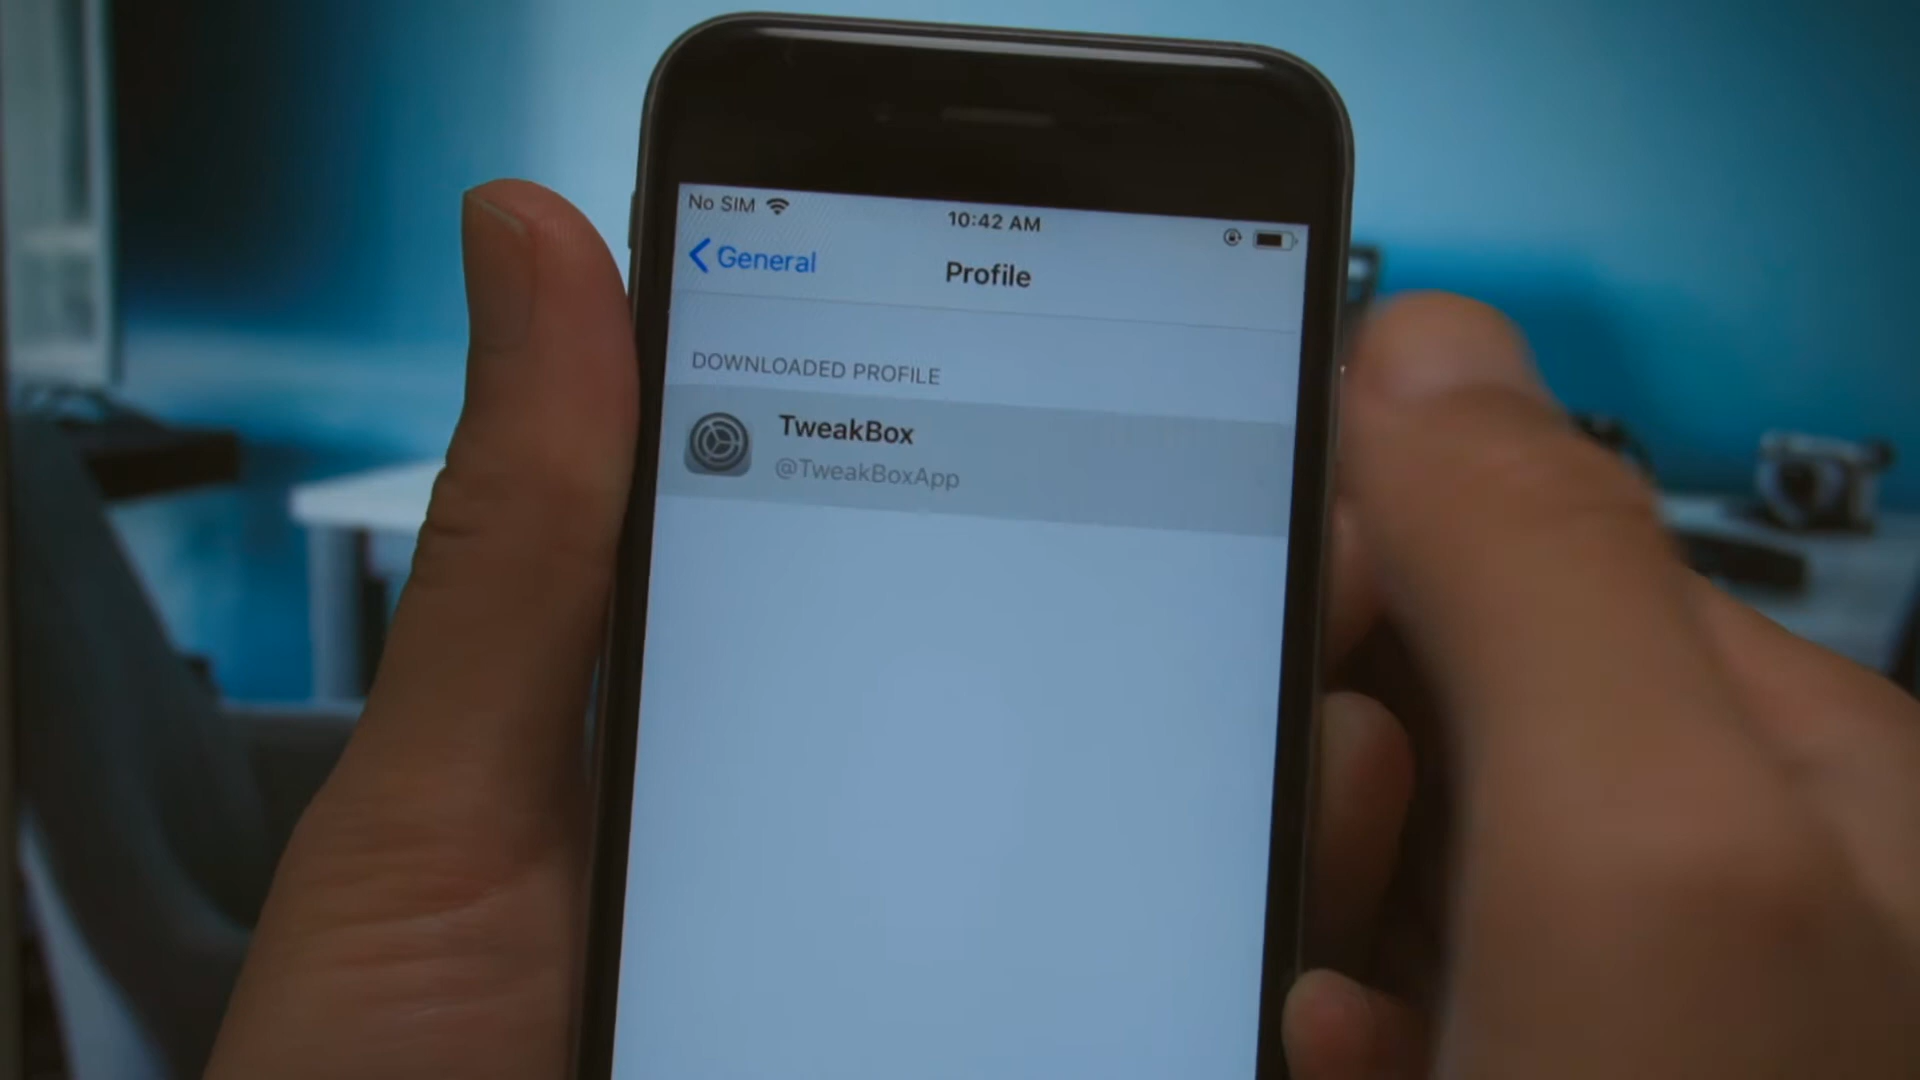 No SIM
10:42 AM
General
Profile
DOWNLOADED PROFILE
TweakBox
@TweakBoxApp